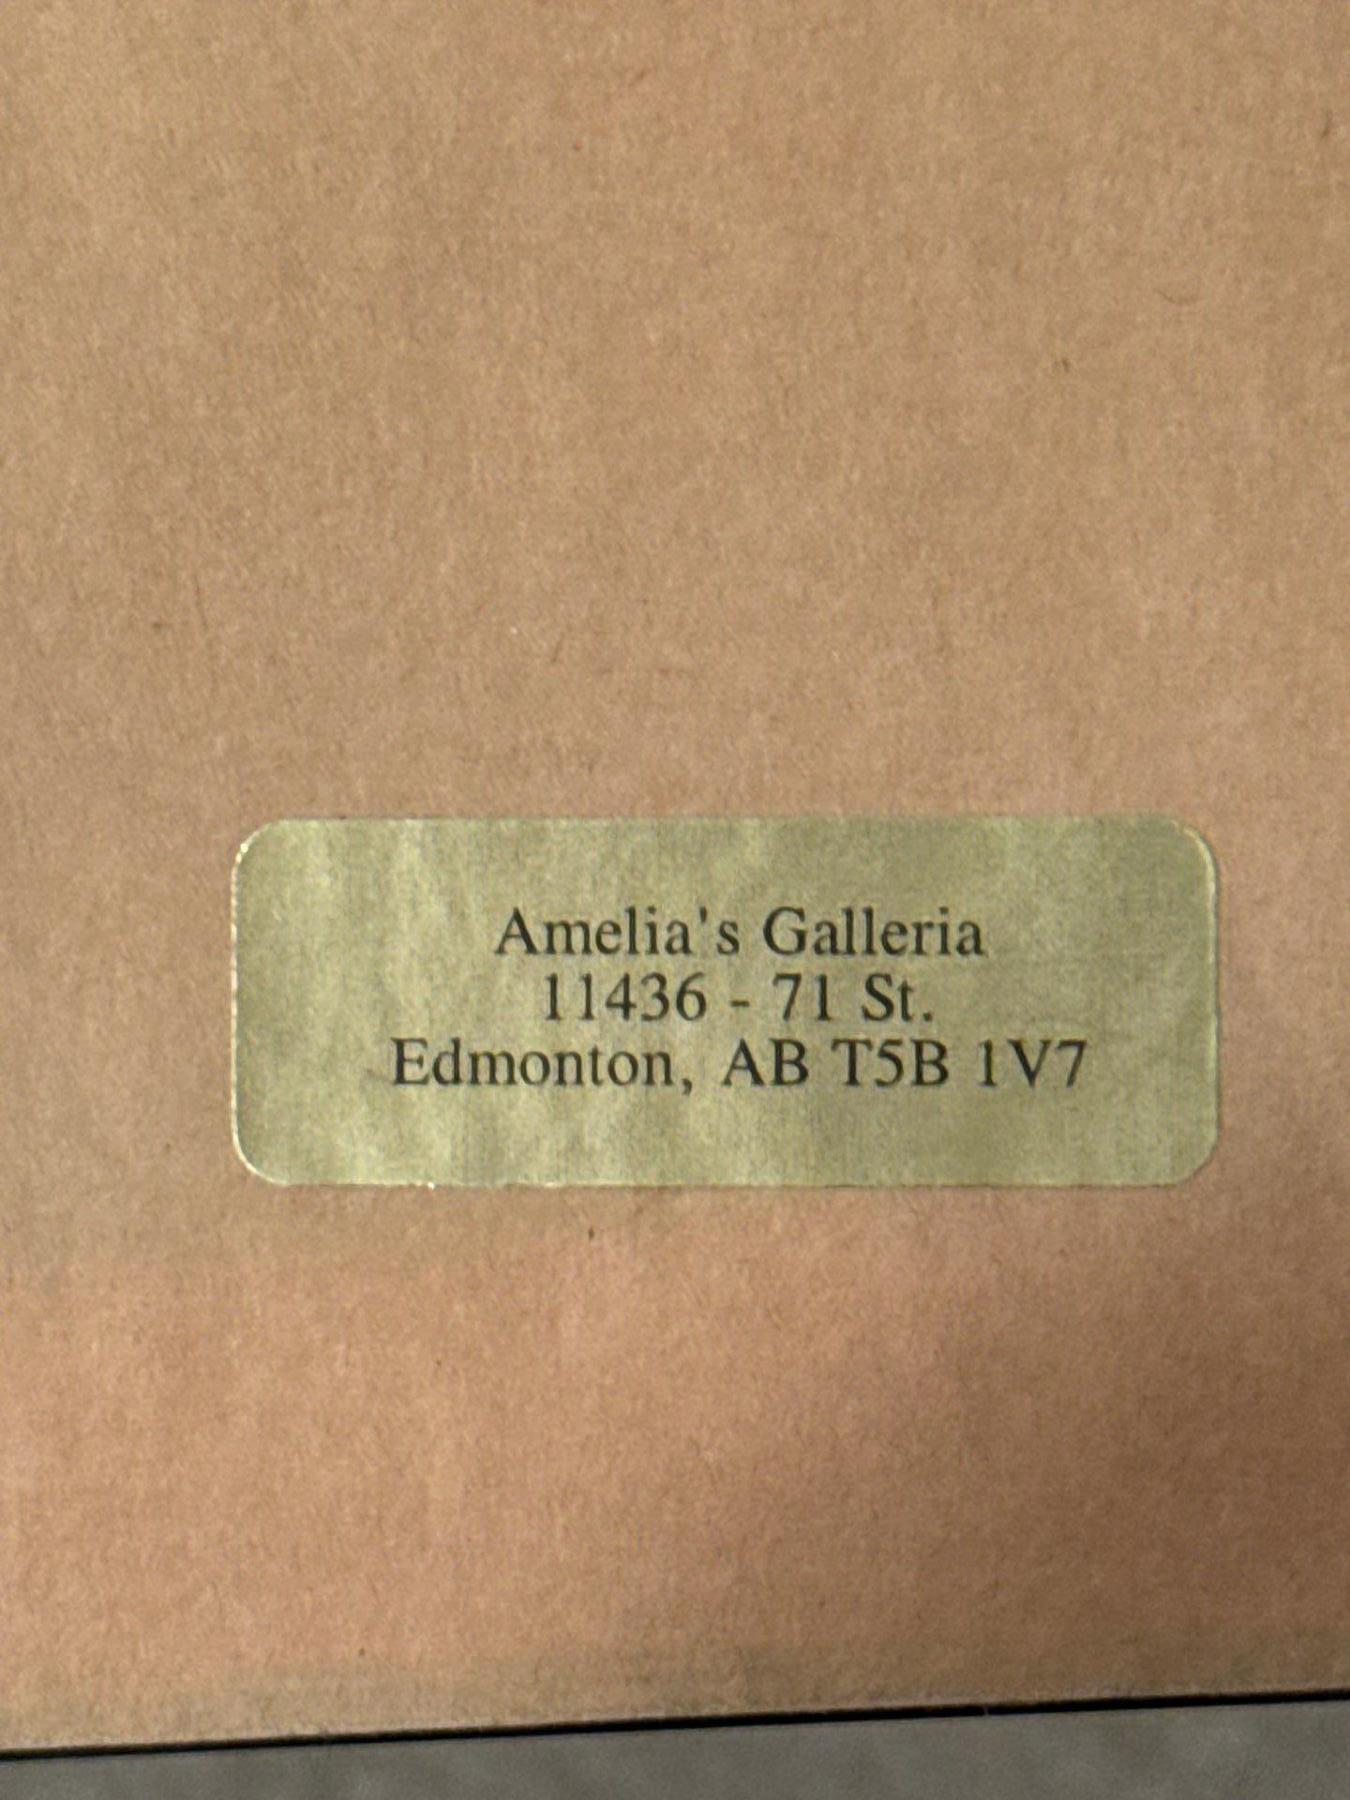 Amelia's Galleria
11436 - 71 St.
Edmonton, AB T5B 1V7